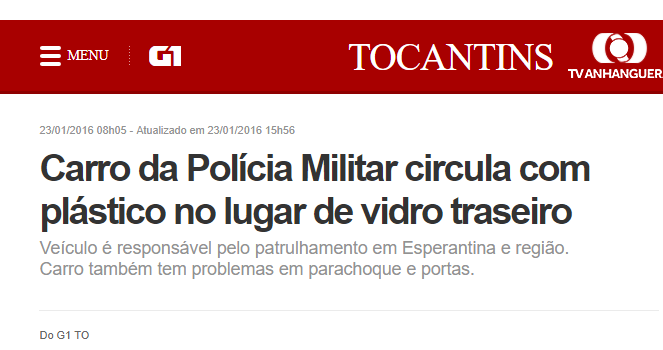 MENU
G1
TOCANTINS
TV ANHANGUER
23/01/2016 08h05 - Atualizado em 23/01/2016 15h56
Carro da Polícia Militar circula com
plástico no lugar de vidro traseiro
Veículo é responsável pelo patrulhamento em Esperantina e região.
Carro também tem problemas em parachoque e portas.
Do G1 TO